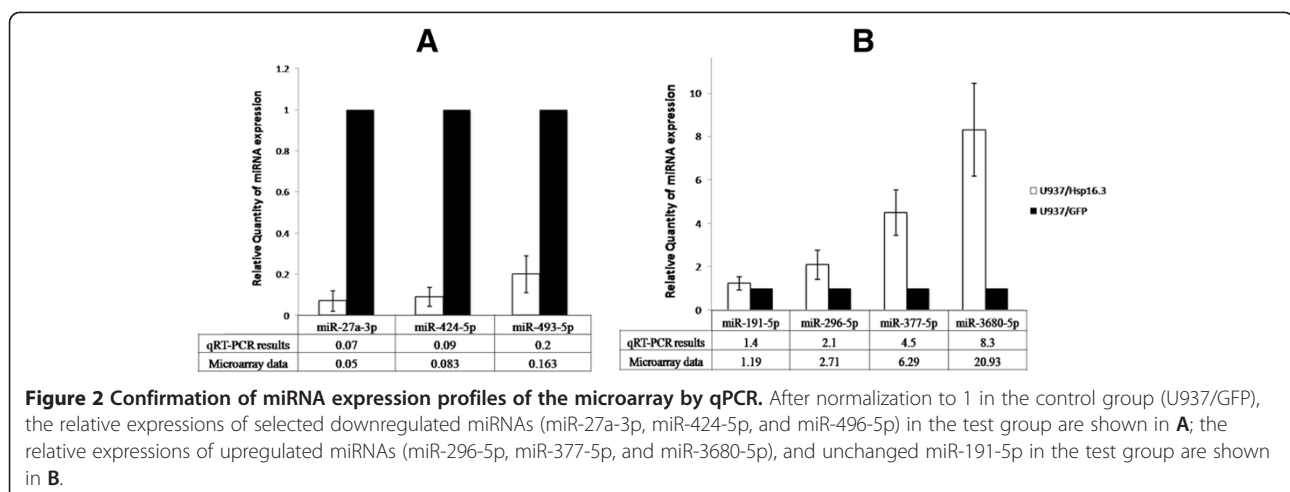 A
B
Relative Quantity of miRNA expression
1.2
1
0.8
0.6
0.4
0.2
0
miR-27a-3p miR-424-5p miR-493-5p
qRT-PCR results 0.07 0.09 0.2
Microarray data 0.05 0.083 0.163
Relative Quantity of miRNA expression
10
8
6
4
2
0
U937/Hsp16.3
U937/GFP
miR-191-5p miR-296-5p miR-377-5p miR-3680-5p
qRT-PCR results 1.4 2.1 4.5 8.3
Microarray data 1.19 2.71 6.29 20.93
Figure 2 Confirmation of miRNA expression profiles of the microarray by qPCR. After normalization to 1 in the control group (U937/GFP),
the relative expressions of selected downregulated miRNAs (miR-27a-3p, miR-424-5p, and miR-496-5p) in the test group are shown in A; the
relative expressions of upregulated miRNAs (miR-296-5p, miR-377-5p, and miR-3680-5p), and unchanged miR-191-5p in the test group are shown
in B.